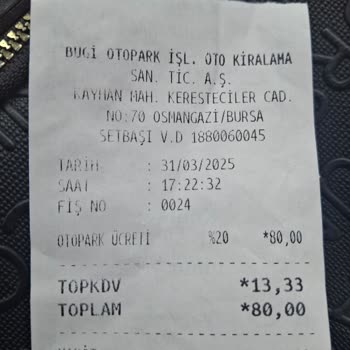 BUGİ OTOPARK İŞL. OTO KİRALAMA
SAN. TİC. A.Ş.
KAYHAN MAH. KERESTECİLER CAD.
NO:70 OSMANGAZİ/BURSA
SETBAŞI V.D 1880060045
TARİH : 31/03/2025
SAAT : 17:22:32
FİŞ NO : 0024
OTOPARK ÜCRETİ %20 *80,00
TOPKDV *13,33
TOPLAM *80,00